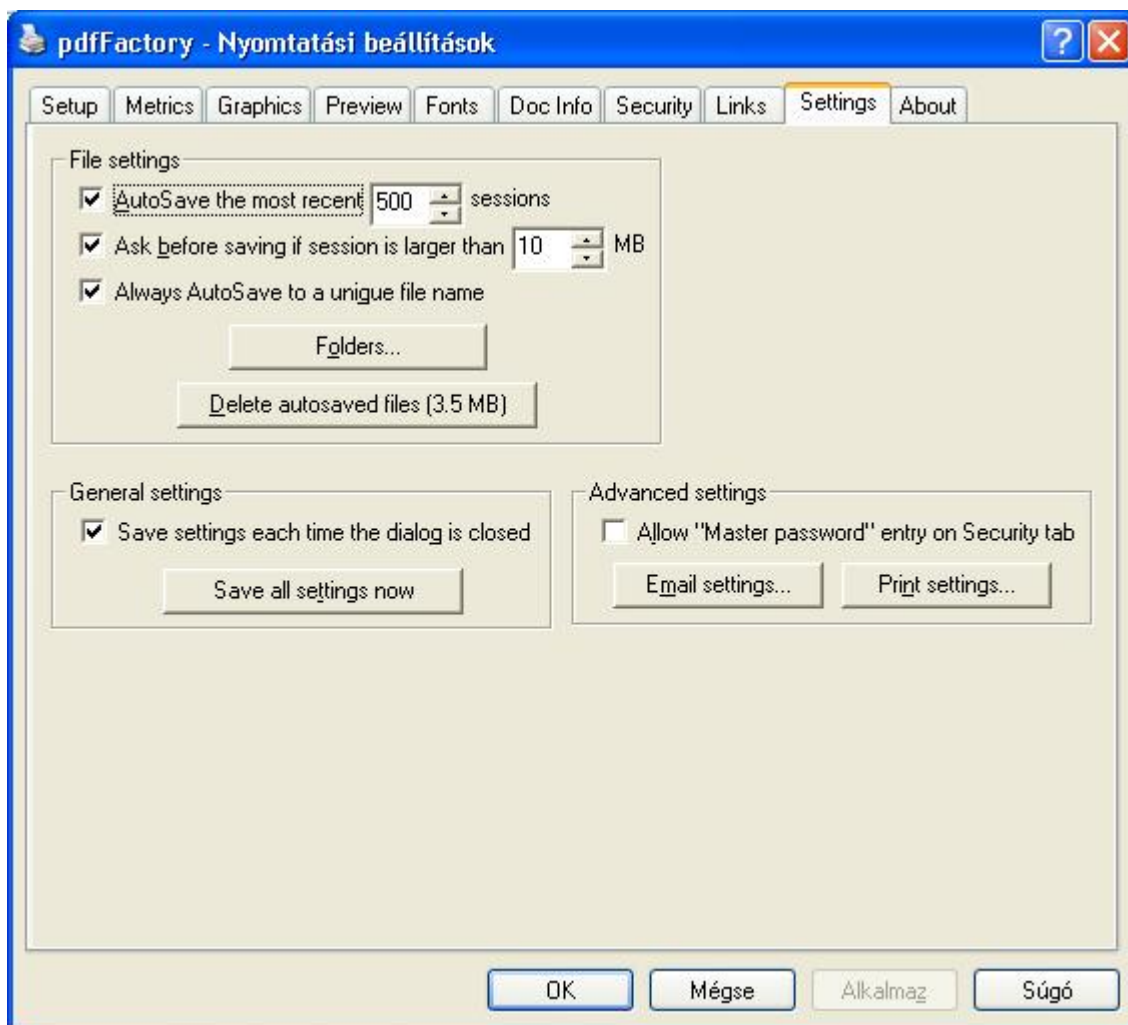 pdfFactory - Nyomtatási beállítások
Setup Metrics Graphics Preview Fonts Doc Info Security Links Settings About
File settings
AutoSave the most recent 500 sessions
Ask before saving if session is larger than 10 MB
Always AutoSave to a unigue file name
Folders...
Delete autosaved files (3.5 MB)
General settings
Save settings each time the dialog is closed
Save all settings now
Advanced settings
Allow "Master password" entry on Security tab
Email settings... Print settings...
OK Mégse Alkalmaz Súgó